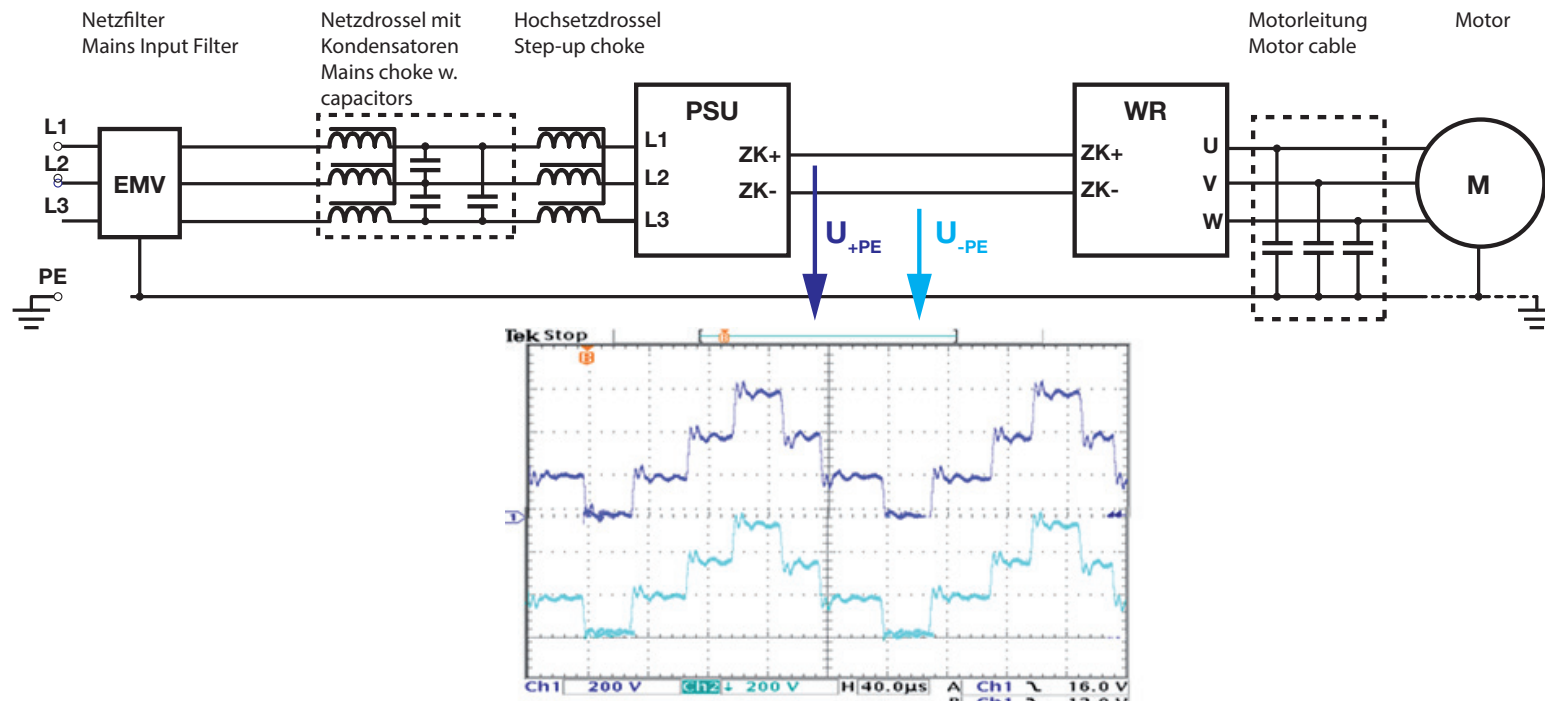 Netzfilter
Mains Input Filter
Netzdrossel mit
Kondensatoren
Mains choke w.
capacitors
Hochsetzdrossel
Step-up choke
Motorleitung
Motor cable
Motor
L1
L2
L3
EMV
PE
PSU
L1
L2
L3
ZK+
ZK-
WR
ZK+
ZK-
U
V
W
M
U+PE
U-PE
Tek Stop
B
1
Ch1 200 V Ch2 200 V H 40.0µs A Ch1 16.0 V
B Ch1